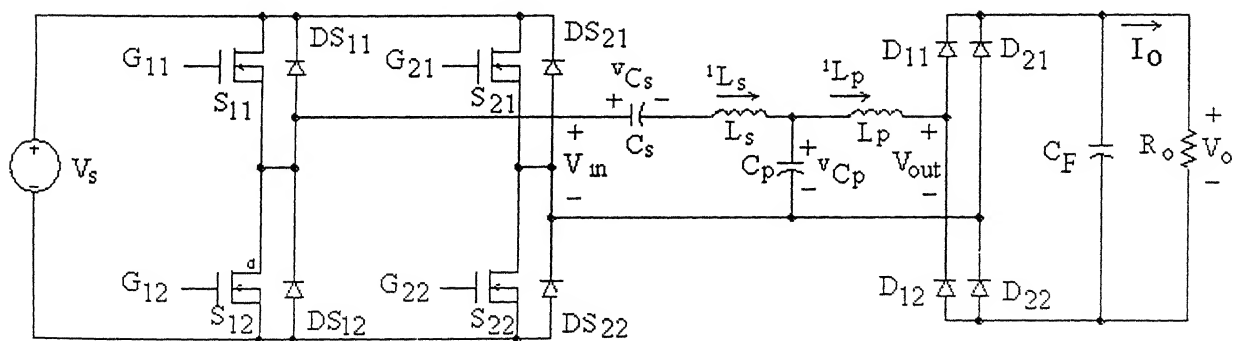 G11
S11
DS11
G21
S21
DS21
vCs
+ −
Cs
iLs
Ls
iLp
Lp
D11
D21
Io
+
−
Vs
+
Vin
−
Cp
+
vCp
−
+
Vout
−
CF
Ro
+
Vo
−
G12
d
S12
DS12
G22
S22
DS22
D12
D22